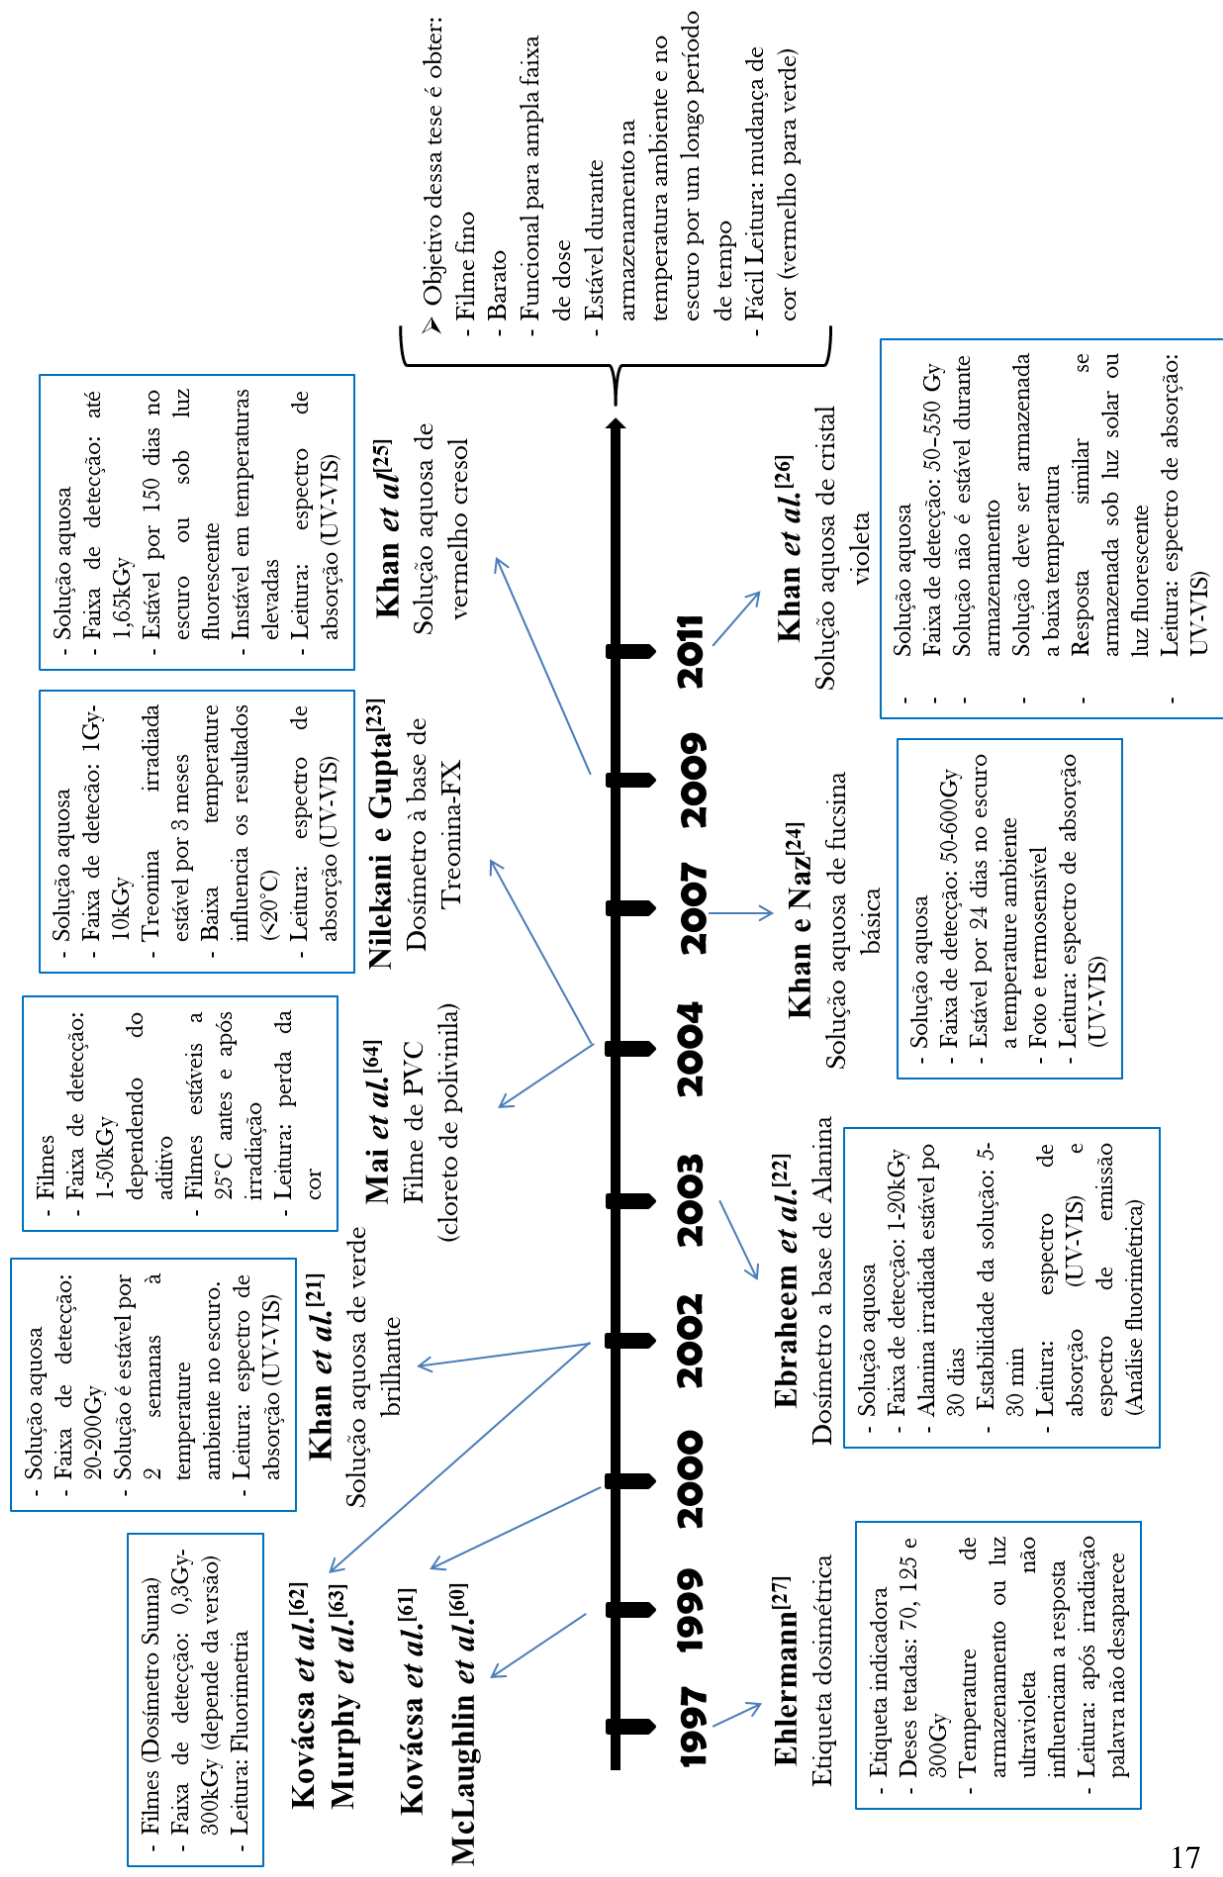 - Filmes (Dosímetro Sunna)
- Faixa de detecção: 0,3Gy-
300kGy (depende da versão)
- Leitura: Fluorimetria
Kovácsa et al.[62]
Murphy et al.[63]
Kovácsa et al.[61]
McLaughlin et al.[60]
- Solução aquosa
- Faixa de detecção:
20-200Gy
- Solução é estável por
2 semanas à
temperature
ambiente no escuro.
- Leitura: espectro de
absorção (UV-VIS)
Khan et al.[21]
Solução aquosa de verde
brilhante
- Filmes
- Faixa de detecção:
1-50kGy
dependendo do
aditivo
- Filmes estáveis a
25°C antes e após
irradiação
- Leitura: perda da
cor
Mai et al.[64]
Filme de PVC
(cloreto de polivinila)
- Solução aquosa
- Faixa de detecão: 1Gy-
10kGy
- Treonina irradiada
estável por 3 meses
- Baixa temperature
influencia os resultados
(<20°C)
- Leitura: espectro de
absorção (UV-VIS)
Nilekani e Gupta[23]
Dosímetro à base de
Treonina-FX
- Solução aquosa
- Faixa de detecção: até
1,65kGy
- Estável por 150 dias no
escuro ou sob luz
fluorescente
- Instável em temperaturas
elevadas
- Leitura: espectro de
absorção (UV-VIS)
Khan et al[25]
Solução aquosa de
vermelho cresol
1997 1999 2000 2002 2003 2004 2007 2009 2011
➤ Objetivo dessa tese é obter:
- Filme fino
- Barato
- Funcional para ampla faixa
de dose
- Estável durante
armazenamento na
temperatura ambiente e no
escuro por um longo período
de tempo
- Fácil Leitura: mudança de
cor (vermelho para verde)
Ehlermann[27]
Etiqueta dosimétrica
- Etiqueta indicadora
- Deses tetadas: 70, 125 e
300Gy
- Temperature de
armazenamento ou luz
ultravioleta não
influenciam a resposta
- Leitura: após irradiação
palavra não desaparece
Ebraheem et al.[22]
Dosímetro a base de Alanina
- Solução aquosa
- Faixa de detecção: 1-20kGy
- Alanina irradiada estável po
30 dias
- Estabilidade da solução: 5-
30 min
- Leitura: espectro de
absorção (UV-VIS) e
espectro de emissão
(Análise fluorimétrica)
Khan e Naz[24]
Solução aquosa de fucsina
básica
- Solução aquosa
- Faixa de detecção: 50-600Gy
- Estável por 24 dias no escuro
a temperature ambiente
- Foto e termosensível
- Leitura: espectro de absorção
(UV-VIS)
Khan et al.[26]
Solução aquosa de cristal
violeta
- Solução aquosa
- Faixa de detecção: 50–550 Gy
- Solução não é estável durante
armazenamento
- Solução deve ser armazenada
a baixa temperatura
- Resposta similar se
armazenada sob luz solar ou
luz fluorescente
- Leitura: espectro de absorção:
UV-VIS)
17